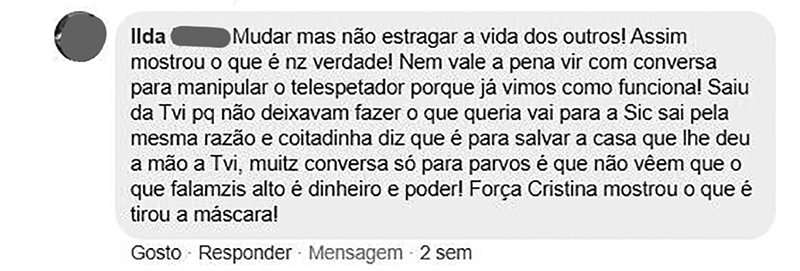 Ilda Mudar mas não estragar a vida dos outros! Assim
mostrou o que é nz verdade! Nem vale a pena vir com conversa
para manipular o telespetador porque já vimos como funciona! Saiu
da Tvi pq não deixavam fazer o que queria vai para a Sic sai pela
mesma razão e coitadinha diz que é para salvar a casa que lhe deu
a mão a Tvi, muitz conversa só para parvos é que não vêem que o
que falamzis alto é dinheiro e poder! Força Cristina mostrou o que é
tirou a máscara!
Gosto · Responder · Mensagem · 2 sem